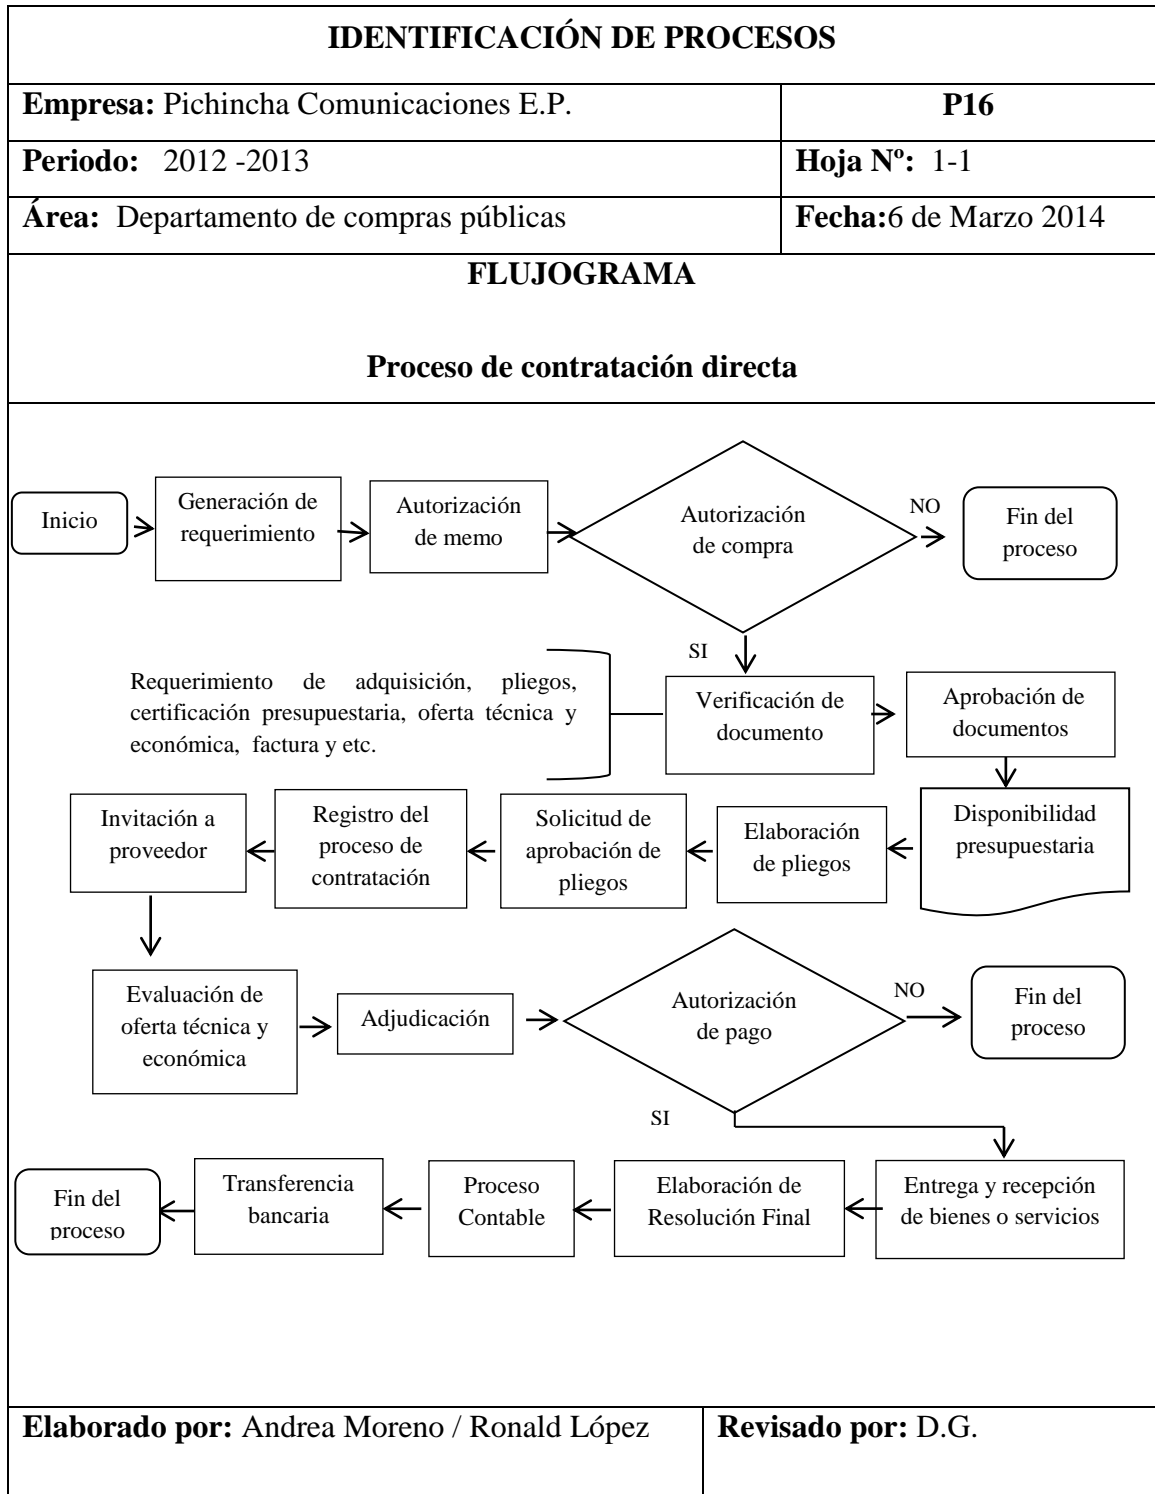 IDENTIFICACIÓN DE PROCESOS
Empresa: Pichincha Comunicaciones E.P.
P16
Periodo: 2012 -2013
Hoja Nº: 1-1
Área: Departamento de compras públicas
Fecha:6 de Marzo 2014
FLUJOGRAMA
Proceso de contratación directa
Inicio
Generación de
requerimiento
Autorización
de memo
Autorización
de compra
NO
Fin del
proceso
SI
Requerimiento de adquisición, pliegos,
certificación presupuestaria, oferta técnica y
económica, factura y etc.
Verificación de
documento
Aprobación de
documentos
Disponibilidad
presupuestaria
Elaboración
de pliegos
Solicitud de
aprobación de
pliegos
Registro del
proceso de
contratación
Invitación a
proveedor
Evaluación de
oferta técnica y
económica
Adjudicación
Autorización
de pago
NO
Fin del
proceso
SI
Entrega y recepción
de bienes o servicios
Elaboración de
Resolución Final
Proceso
Contable
Transferencia
bancaria
Fin del
proceso
Elaborado por: Andrea Moreno / Ronald López
Revisado por: D.G.